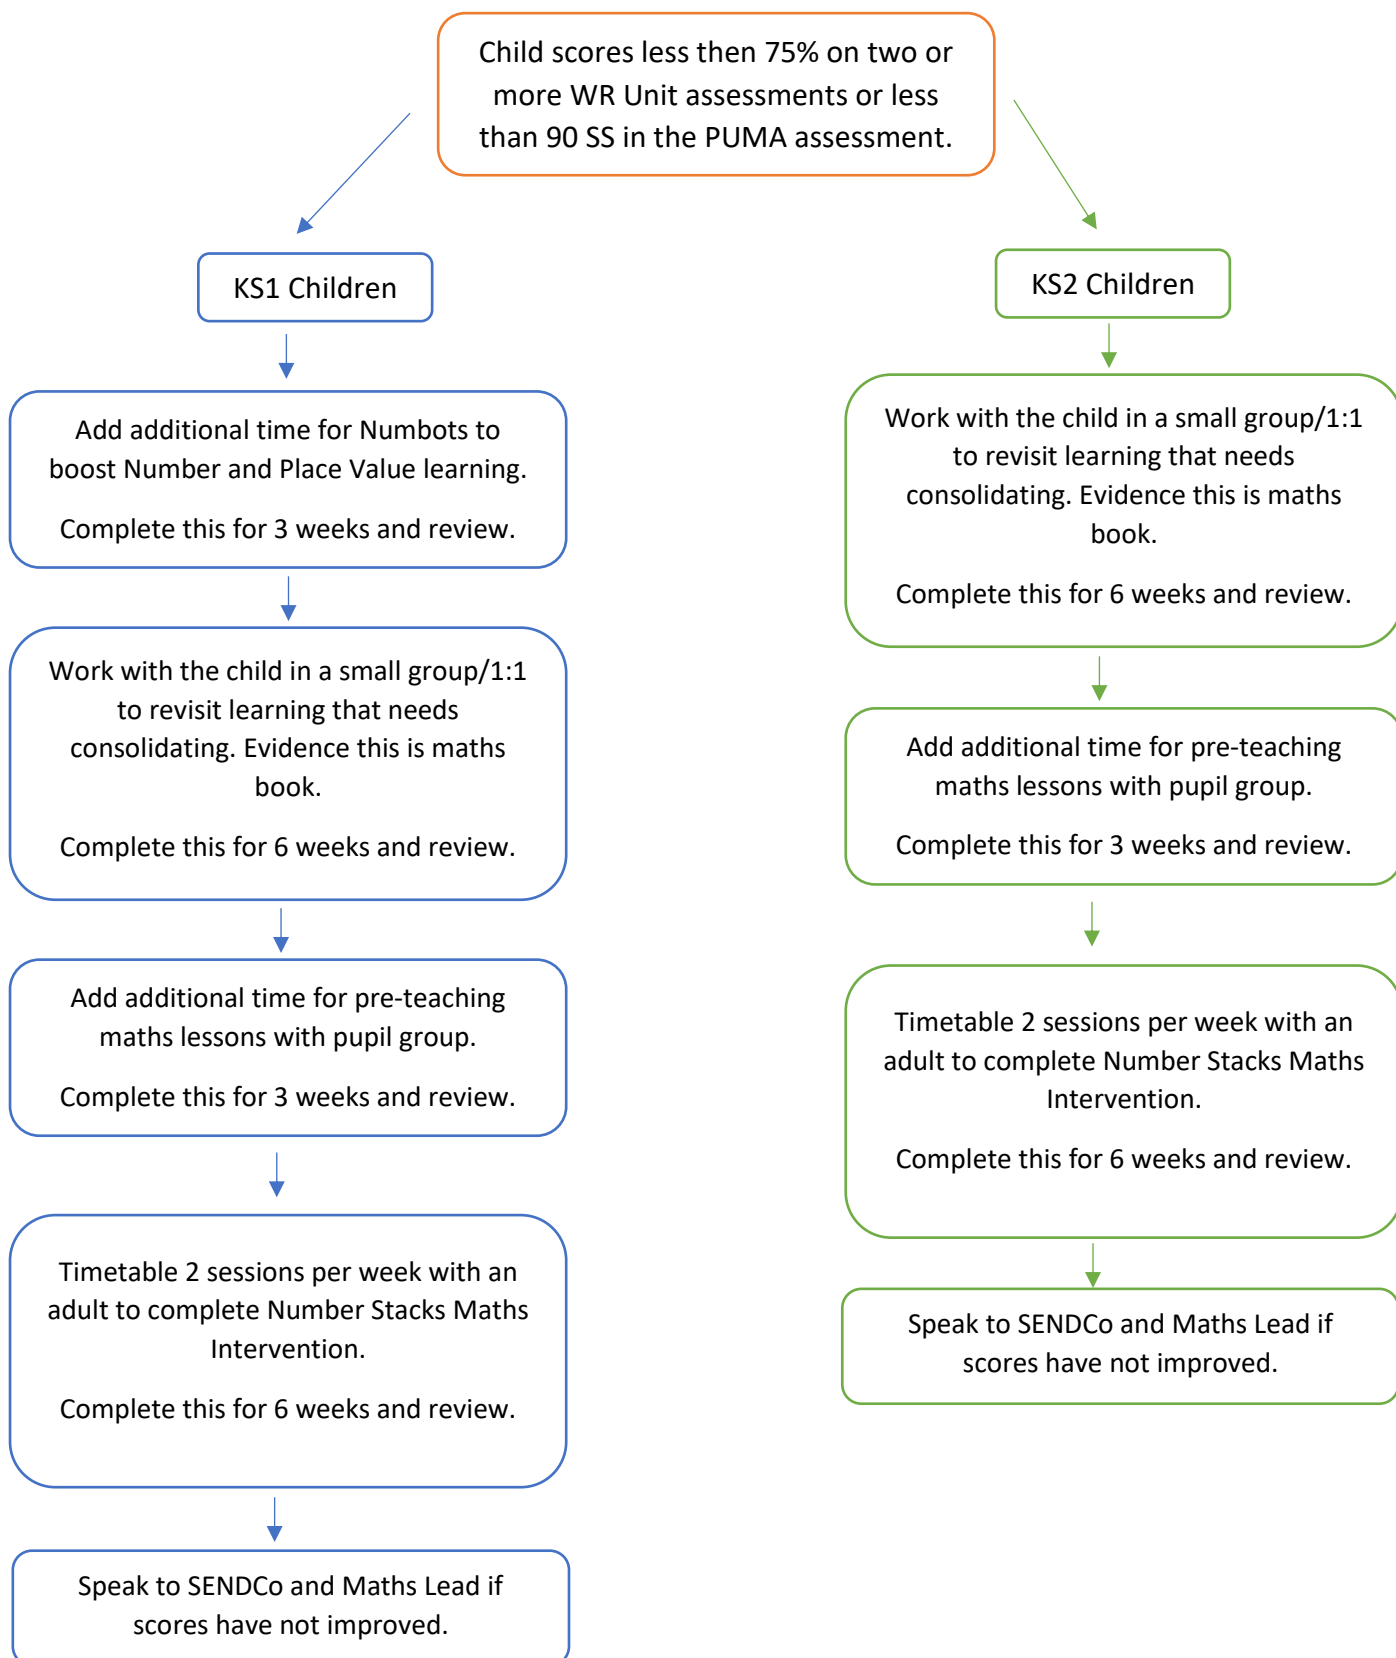 Child scores less then 75% on two or
more WR Unit assessments or less
than 90 SS in the PUMA assessment.
KS1 Children
Add additional time for Numbots to
boost Number and Place Value learning.
Complete this for 3 weeks and review.
Work with the child in a small group/1:1
to revisit learning that needs
consolidating. Evidence this is maths
book.
Complete this for 6 weeks and review.
Add additional time for pre-teaching
maths lessons with pupil group.
Complete this for 3 weeks and review.
Timetable 2 sessions per week with an
adult to complete Number Stacks Maths
Intervention.
Complete this for 6 weeks and review.
Speak to SENDCo and Maths Lead if
scores have not improved.
KS2 Children
Work with the child in a small group/1:1
to revisit learning that needs
consolidating. Evidence this is maths
book.
Complete this for 6 weeks and review.
Add additional time for pre-teaching
maths lessons with pupil group.
Complete this for 3 weeks and review.
Timetable 2 sessions per week with an
adult to complete Number Stacks Maths
Intervention.
Complete this for 6 weeks and review.
Speak to SENDCo and Maths Lead if
scores have not improved.